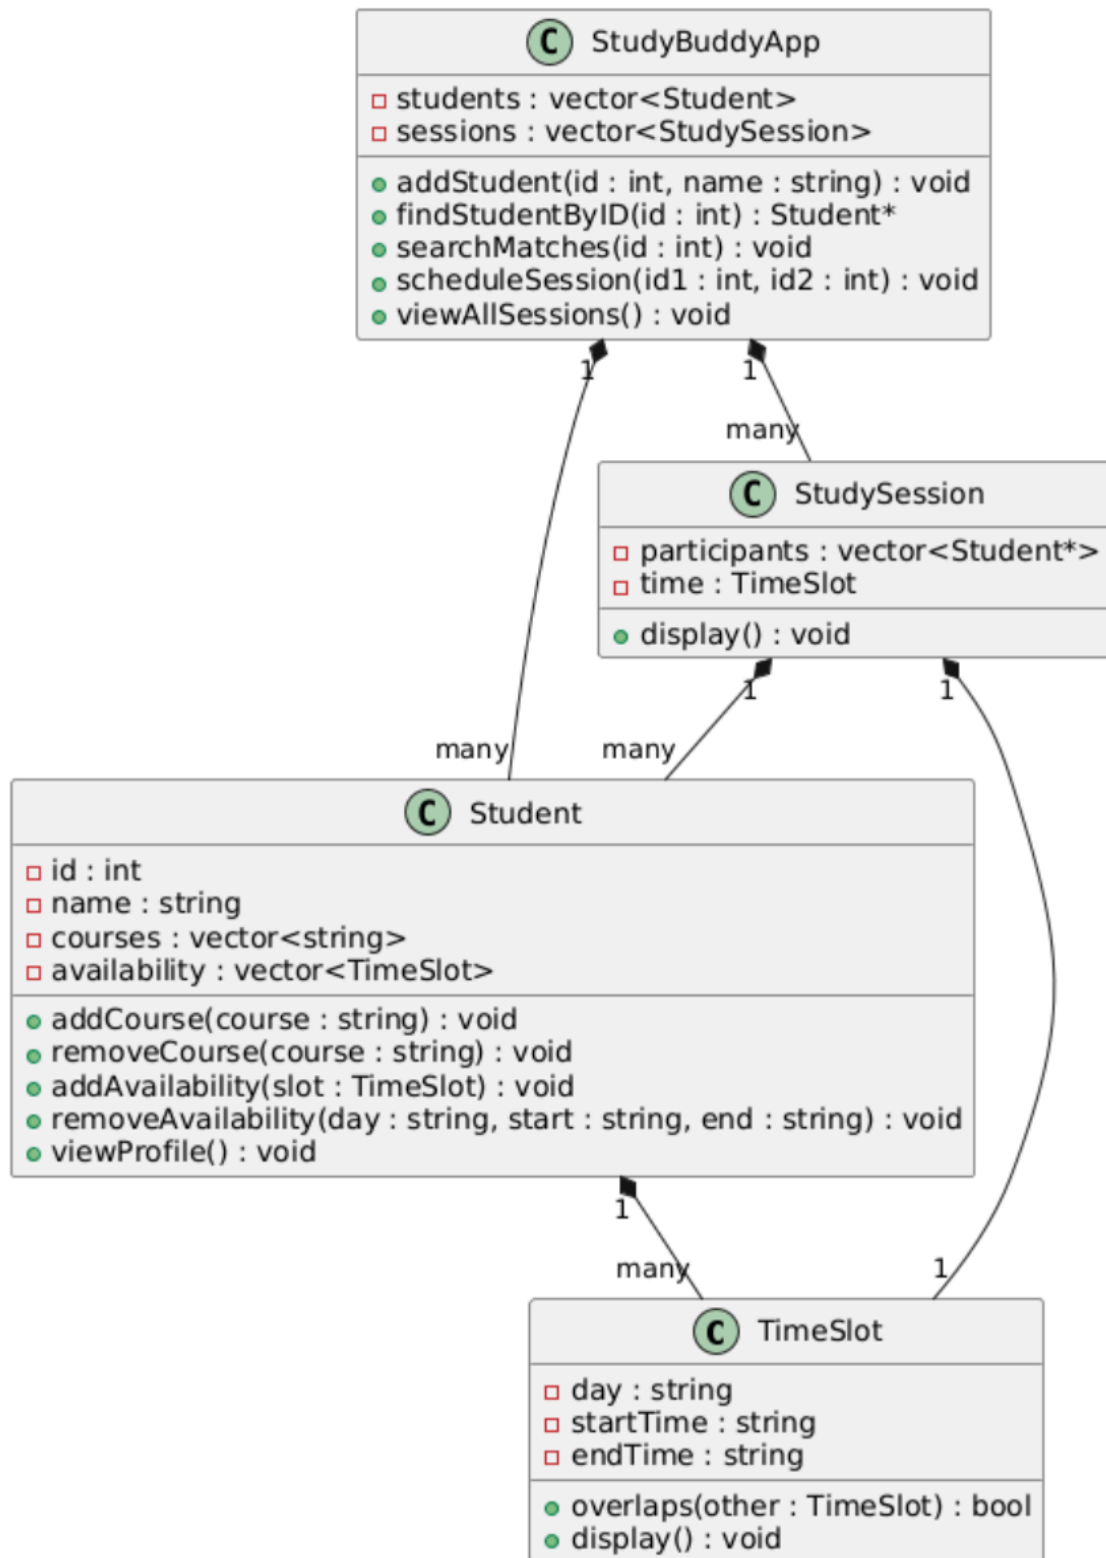 C StudyBuddyApp
students : vector<Student>
sessions : vector<StudySession>
addStudent(id : int, name : string) : void
findStudentByID(id : int) : Student*
searchMatches(id : int) : void
scheduleSession(id1 : int, id2 : int) : void
viewAllSessions() : void
1
1
many
C StudySession
participants : vector<Student*>
time : TimeSlot
display() : void
1
1
many
many
C Student
id : int
name : string
courses : vector<string>
availability : vector<TimeSlot>
addCourse(course : string) : void
removeCourse(course : string) : void
addAvailability(slot : TimeSlot) : void
removeAvailability(day : string, start : string, end : string) : void
viewProfile() : void
1
many
1
C TimeSlot
day : string
startTime : string
endTime : string
overlaps(other : TimeSlot) : bool
display() : void